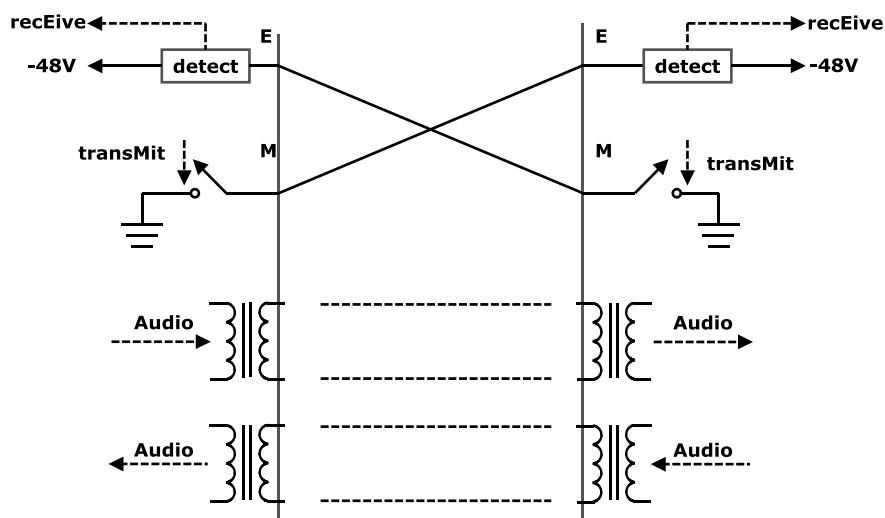 recEive E E recEive
-48V detect detect -48V
transMit M M transMit
Audio Audio
Audio Audio